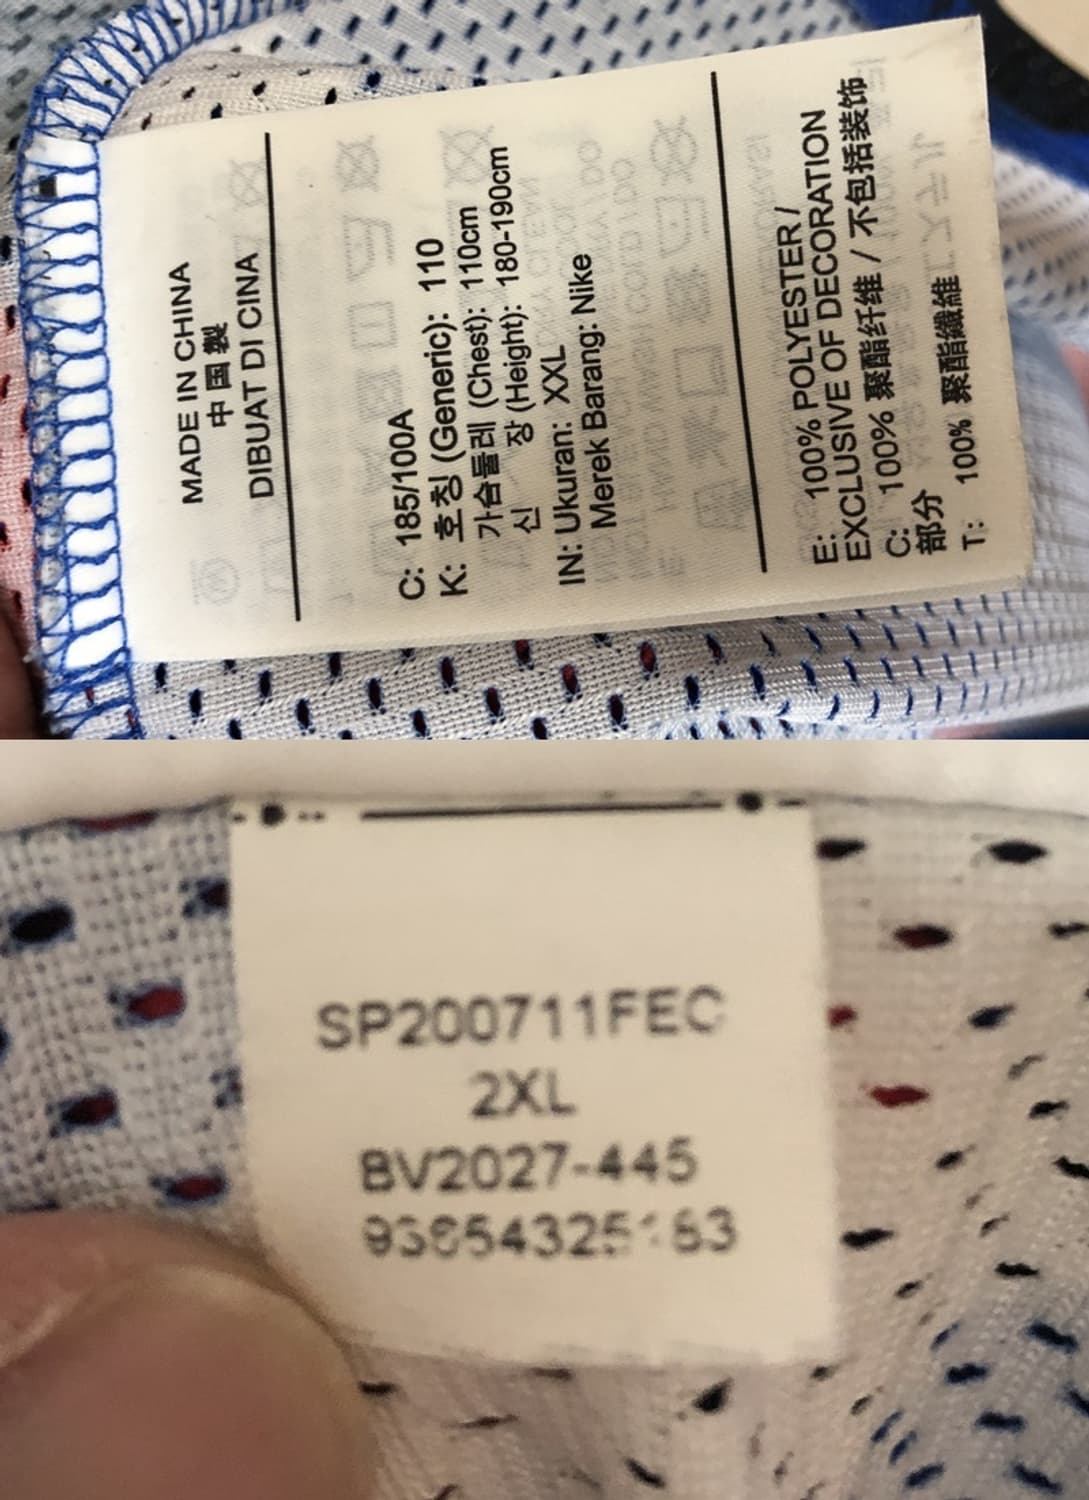 MADE IN CHINA
中国製
DIBUAT DI CINA
C: 185/100A
K: 호칭 (Generic): 110
가슴둘레 (Chest): 110cm
신 장 (Height): 180-190cm
IN: Ukuran: XXL
Merek Barang: Nike
E: 100% POLYESTER /
EXCLUSIVE OF DECORATION
C: 100% 聚酯纤维 / 不包括装饰
部分
T: 100% 聚酯纖維
SP200711FEC
2XL
BV2027-445